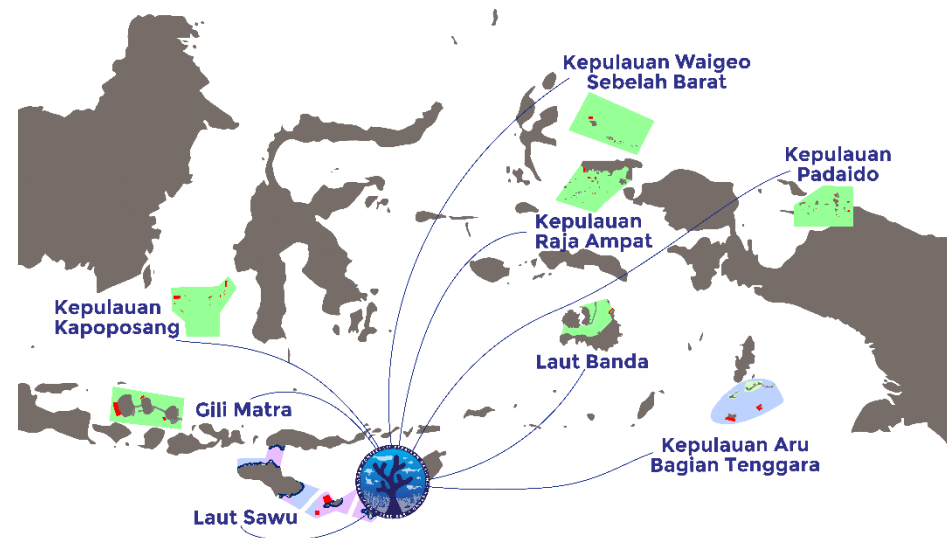 Kepulauan Waigeo
Sebelah Barat
Kepulauan
Padaido
Kepulauan
Raja Ampat
Kepulauan
Kapoposang
Laut Banda
Gili Matra
Kepulauan Aru
Bagian Tenggara
Laut Sawu